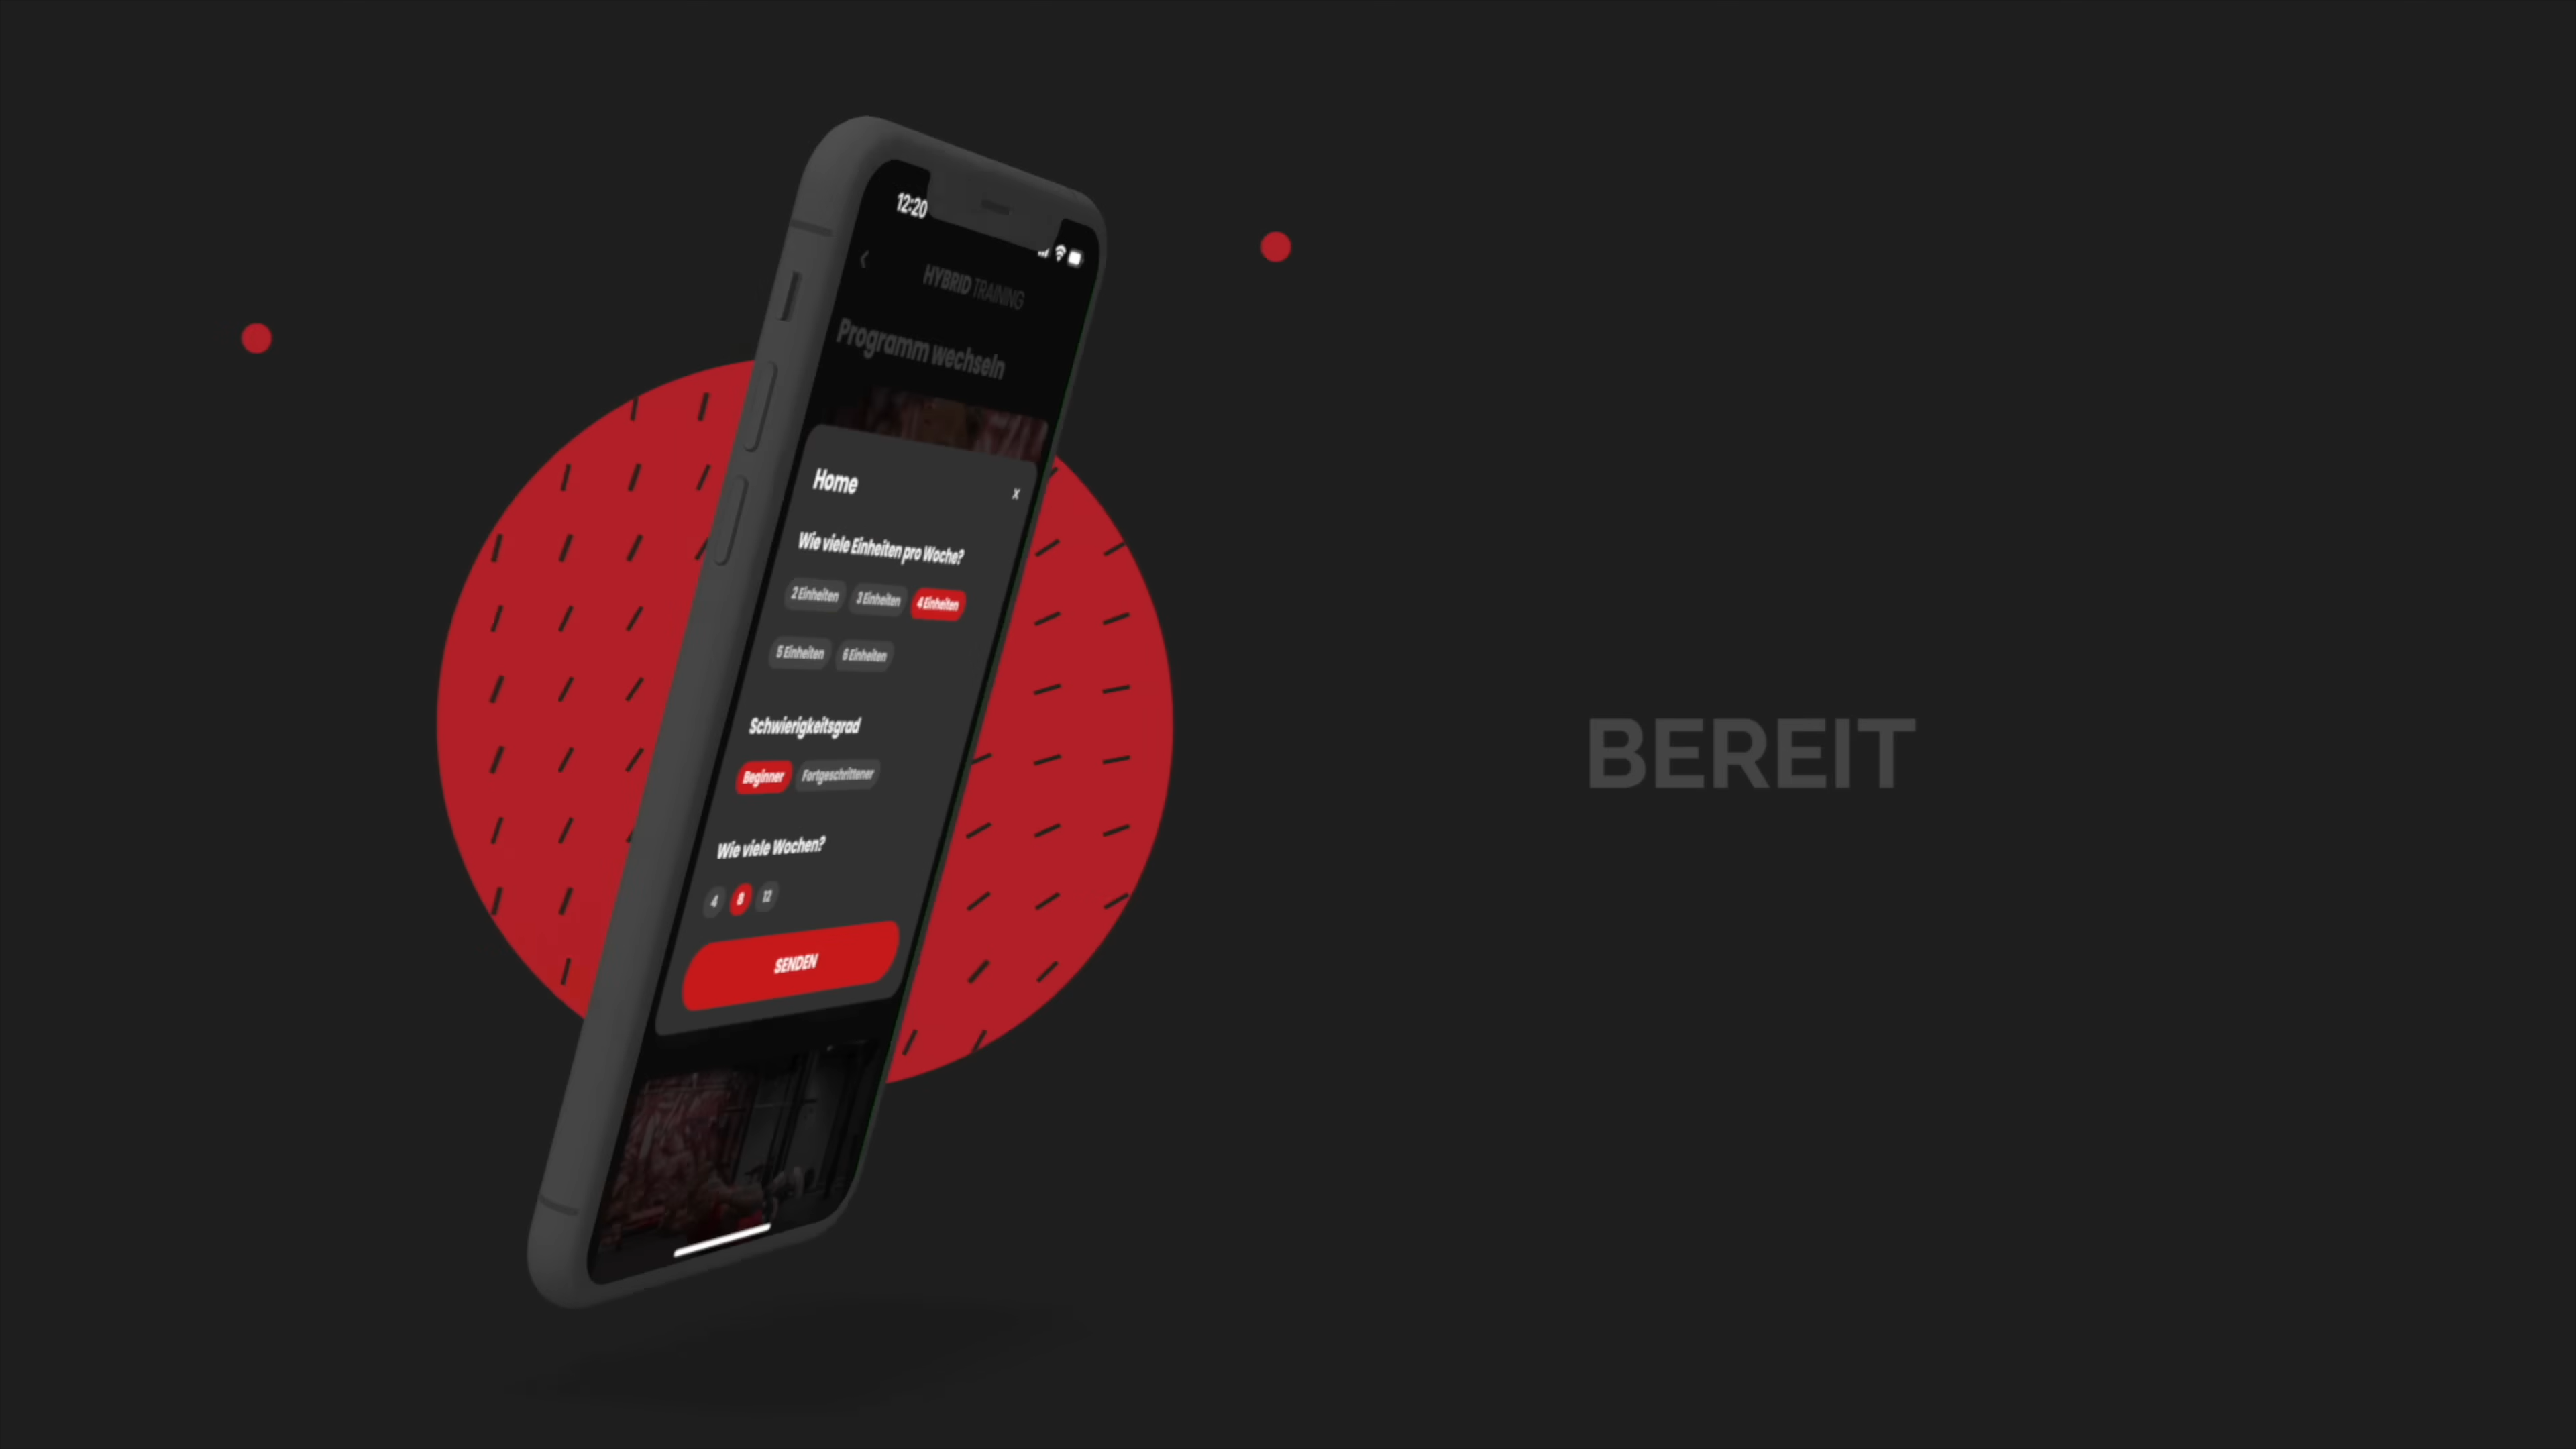 12:20
HYBRID TRAINING
Programm wechseln
Home
x
Wie viele Einheiten pro Woche?
2 Einheiten 3 Einheiten 4 Einheiten
5 Einheiten 6 Einheiten
Schwierigkeitsgrad
Beginner Fortgeschrittener
Wie viele Wochen?
4 8 12
SENDEN
BEREIT